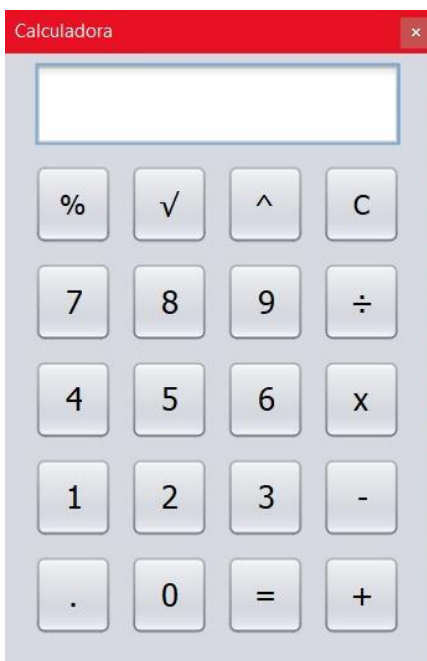 Calculadora ×
% √ ^ C
7 8 9 ÷
4 5 6 x
1 2 3 -
. 0 = +